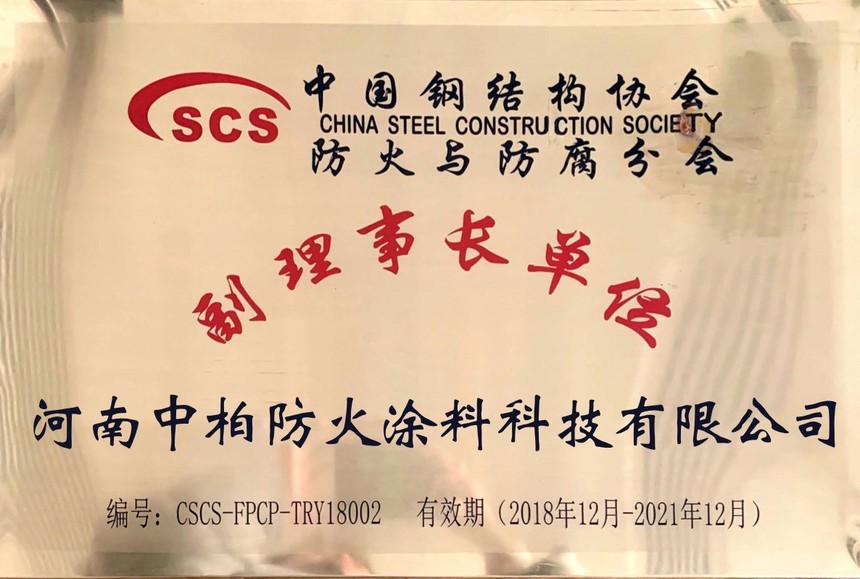 CSCS
中国钢结构协会
CHINA STEEL CONSTRUCTION SOCIETY
防火与防腐分会
副理事长单位
河南中柏防火涂料科技有限公司
编号：CSCS-FPCP-TRY18002 有效期（2018年12月-2021年12月）